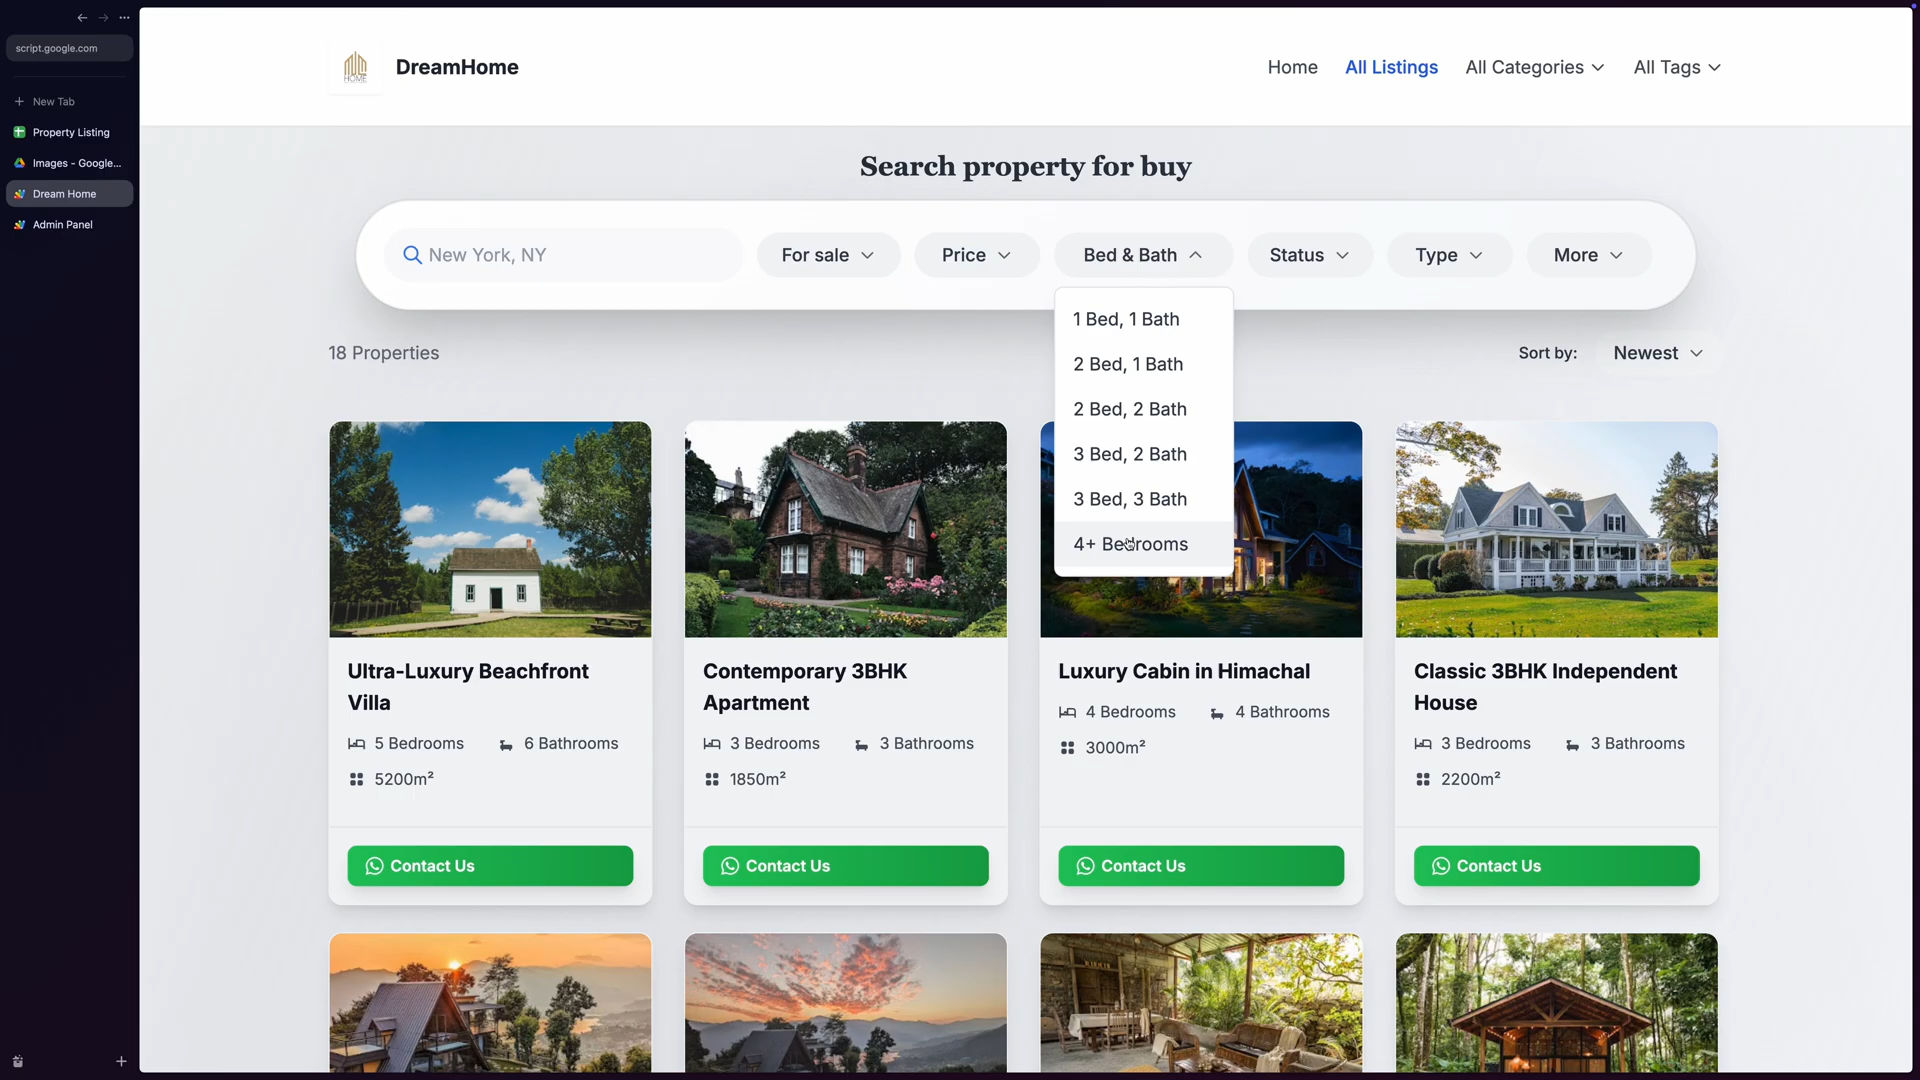 script.google.com
New Tab
Property Listing
Images - Google...
Dream Home
Admin Panel
HOME
DreamHome
Home
All Listings
All Categories
All Tags
Search property for buy
New York, NY
For sale
Price
Bed & Bath
Status
Type
More
1 Bed, 1 Bath
2 Bed, 1 Bath
2 Bed, 2 Bath
3 Bed, 2 Bath
3 Bed, 3 Bath
4+ Bedrooms
18 Properties
Sort by:
Newest
Ultra-Luxury Beachfront
Villa
5 Bedrooms
6 Bathrooms
5200m²
Contact Us
Contemporary 3BHK
Apartment
3 Bedrooms
3 Bathrooms
1850m²
Contact Us
Luxury Cabin in Himachal
4 Bedrooms
4 Bathrooms
3000m²
Contact Us
Classic 3BHK Independent
House
3 Bedrooms
3 Bathrooms
2200m²
Contact Us